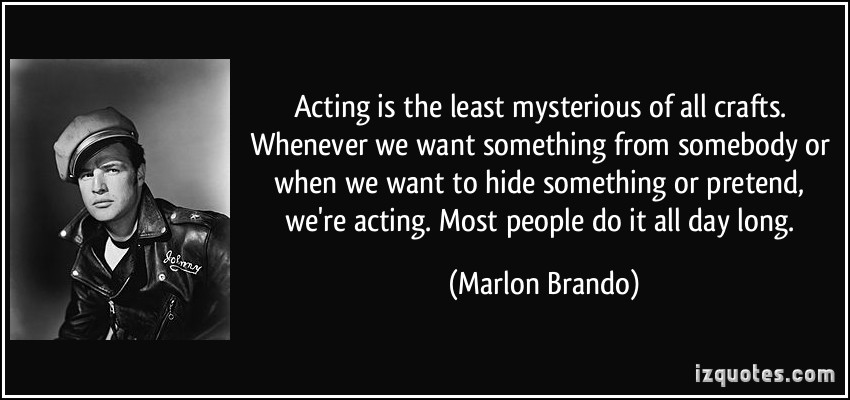 Acting is the least mysterious of all crafts.
Whenever we want something from somebody or
when we want to hide something or pretend,
we're acting. Most people do it all day long.
(Marlon Brando)
Johnny
izquotes.com